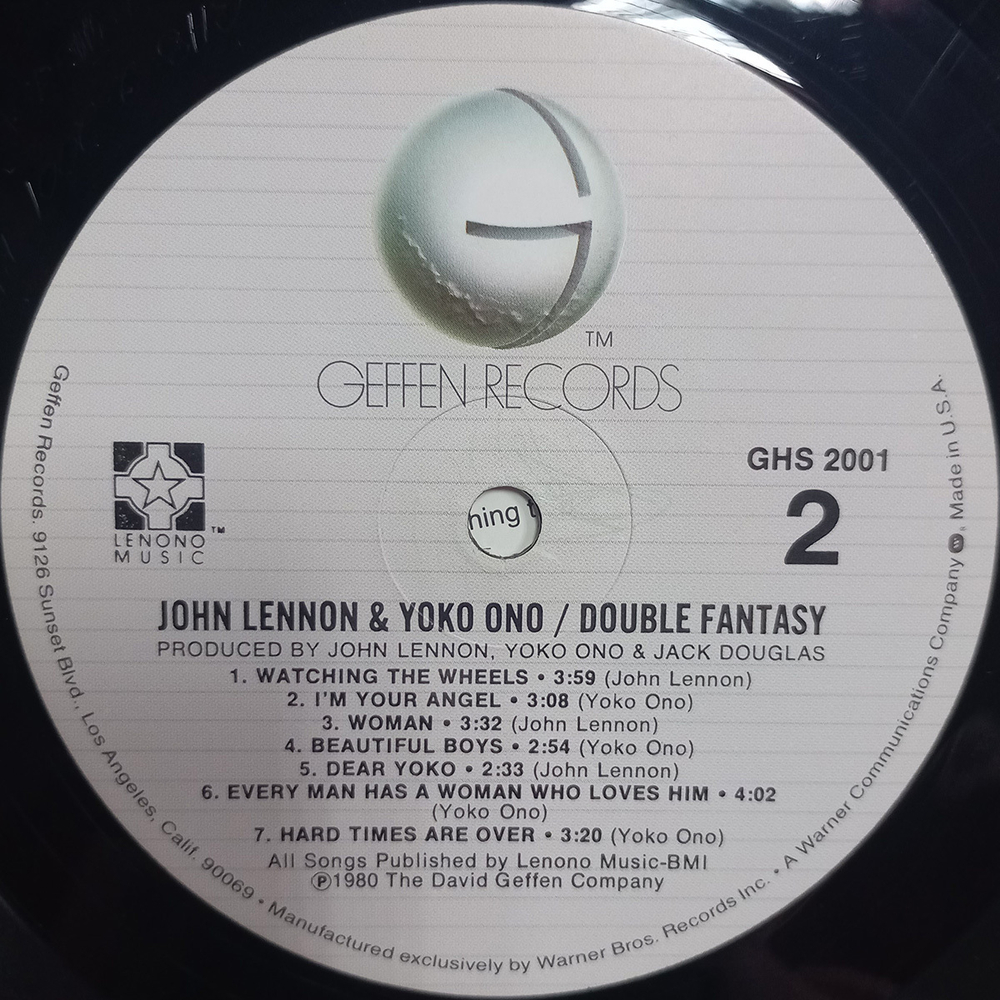 TM
GEFFEN RECORDS
GHS 2001
2
LENONO TM
MUSIC
hing t
JOHN LENNON & YOKO ONO / DOUBLE FANTASY
PRODUCED BY JOHN LENNON, YOKO ONO & JACK DOUGLAS
1. WATCHING THE WHEELS • 3:59 (John Lennon)
2. I'M YOUR ANGEL • 3:08 (Yoko Ono)
3. WOMAN • 3:32 (John Lennon)
4. BEAUTIFUL BOYS • 2:54 (Yoko Ono)
5. DEAR YOKO • 2:33 (John Lennon)
6. EVERY MAN HAS A WOMAN WHO LOVES HIM • 4:02
(Yoko Ono)
7. HARD TIMES ARE OVER • 3:20 (Yoko Ono)
All Songs Published by Lenono Music-BMI
℗1980 The David Geffen Company
Geffen Records. 9126 Sunset Blvd., Los Angeles, Calif. 90069 • Manufactured exclusively by Warner Bros. Records Inc. • A Warner Communications Company, Made in U.S.A.